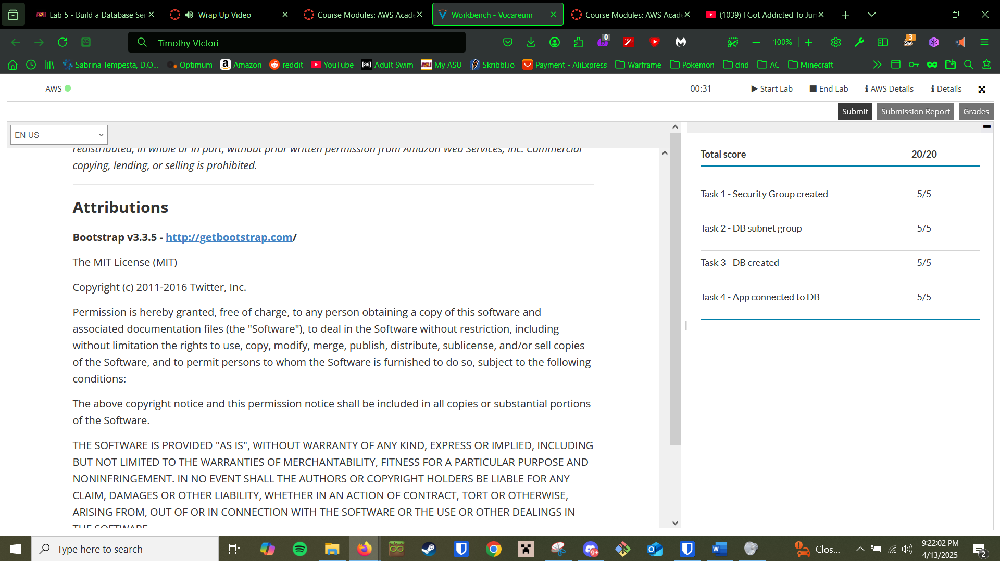 Lab 5 - Build a Database Ser
Wrap Up Video
Course Modules: AWS Acade
Workbench - Vocareum
Course Modules: AWS Acade
(1039) I Got Addicted To Jun
Timothy VIctori
0
100%
3
Sabrina Tempesta, D.O...
Optimum
Amazon
reddit
YouTube
[as] Adult Swim
My ASU
Skribbl.io
Payment - AliExpress
Warframe
Pokemon
dnd
AC
Minecraft
AWS
00:31
Start Lab
End Lab
AWS Details
Details
Submit
Submission Report
Grades
EN-US
redistributed, in whole or in part, without prior written permission from Amazon Web Services, Inc. Commercial
copying, lending, or selling is prohibited.
Attributions
Bootstrap v3.3.5 - http://getbootstrap.com/
The MIT License (MIT)
Copyright (c) 2011-2016 Twitter, Inc.
Permission is hereby granted, free of charge, to any person obtaining a copy of this software and
associated documentation files (the "Software"), to deal in the Software without restriction, including
without limitation the rights to use, copy, modify, merge, publish, distribute, sublicense, and/or sell copies
of the Software, and to permit persons to whom the Software is furnished to do so, subject to the following
conditions:
The above copyright notice and this permission notice shall be included in all copies or substantial portions
of the Software.
THE SOFTWARE IS PROVIDED "AS IS", WITHOUT WARRANTY OF ANY KIND, EXPRESS OR IMPLIED, INCLUDING
BUT NOT LIMITED TO THE WARRANTIES OF MERCHANTABILITY, FITNESS FOR A PARTICULAR PURPOSE AND
NONINFRINGEMENT. IN NO EVENT SHALL THE AUTHORS OR COPYRIGHT HOLDERS BE LIABLE FOR ANY
CLAIM, DAMAGES OR OTHER LIABILITY, WHETHER IN AN ACTION OF CONTRACT, TORT OR OTHERWISE,
ARISING FROM, OUT OF OR IN CONNECTION WITH THE SOFTWARE OR THE USE OR OTHER DEALINGS IN
THE SOFTWARE
Total score 20/20
Task 1 - Security Group created 5/5
Task 2 - DB subnet group 5/5
Task 3 - DB created 5/5
Task 4 - App connected to DB 5/5
Type here to search
9+
Clos...
9:22:02 PM
4/13/2025
2